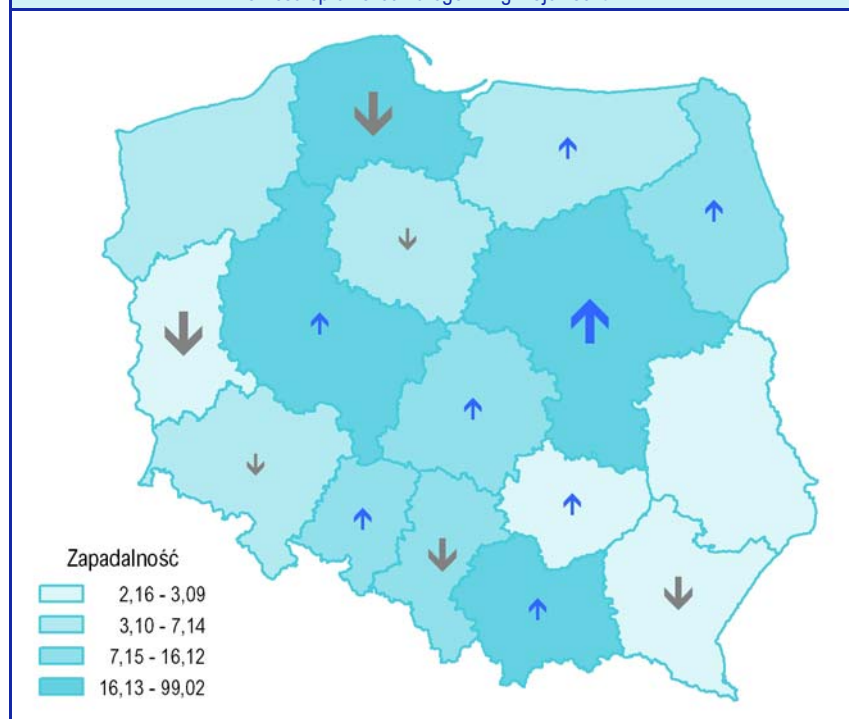 Zapadalność
2,16 - 3,09
3,10 - 7,14
7,15 - 16,12
16,13 - 99,02